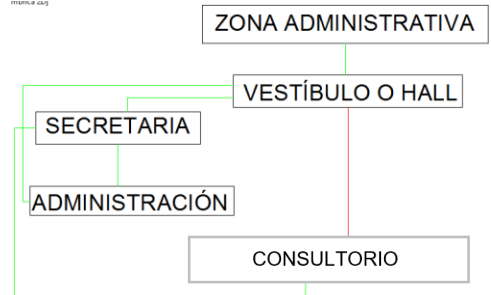 ZONA ADMINISTRATIVA
VESTÍBULO O HALL
SECRETARIA
ADMINISTRACIÓN
CONSULTORIO